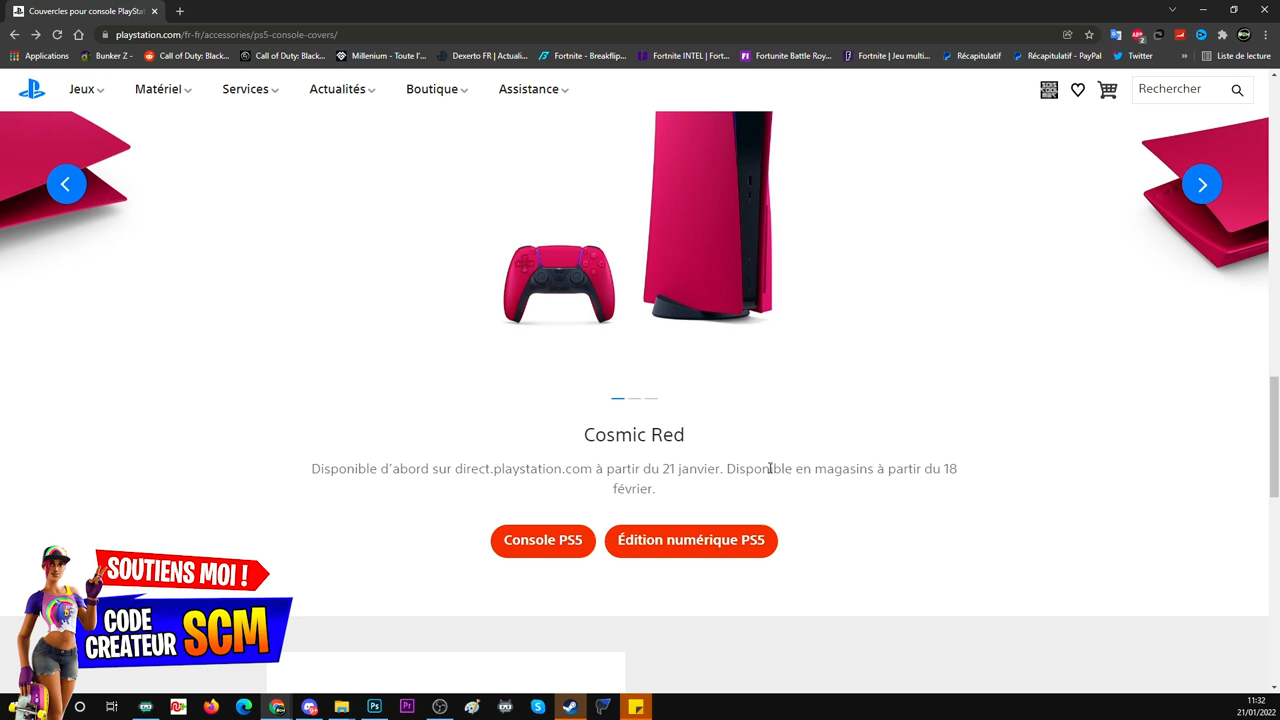 Couvercles pour console PlayStat
playstation.com/fr-fr/accessories/ps5-console-covers/
Applications
Bunker Z -
Call of Duty: Black...
Call of Duty: Black...
Millenium - Toute l'...
Dexerto FR | Actuali...
Fortnite - Breakflip...
Fortnite INTEL | Fort...
Fortunite Battle Roy...
Fortnite | Jeu multi...
Récapitulatif
Récapitulatif - PayPal
Twitter
»
Liste de lecture
Jeux
Matériel
Services
Actualités
Boutique
Assistance
Rechercher
Cosmic Red
Disponible d'abord sur direct.playstation.com à partir du 21 janvier. Disponible en magasins à partir du 18
février.
Console PS5
Édition numérique PS5
SOUTIENS MOI !
CODE
CREATEUR SCM
11:32
21/01/2022